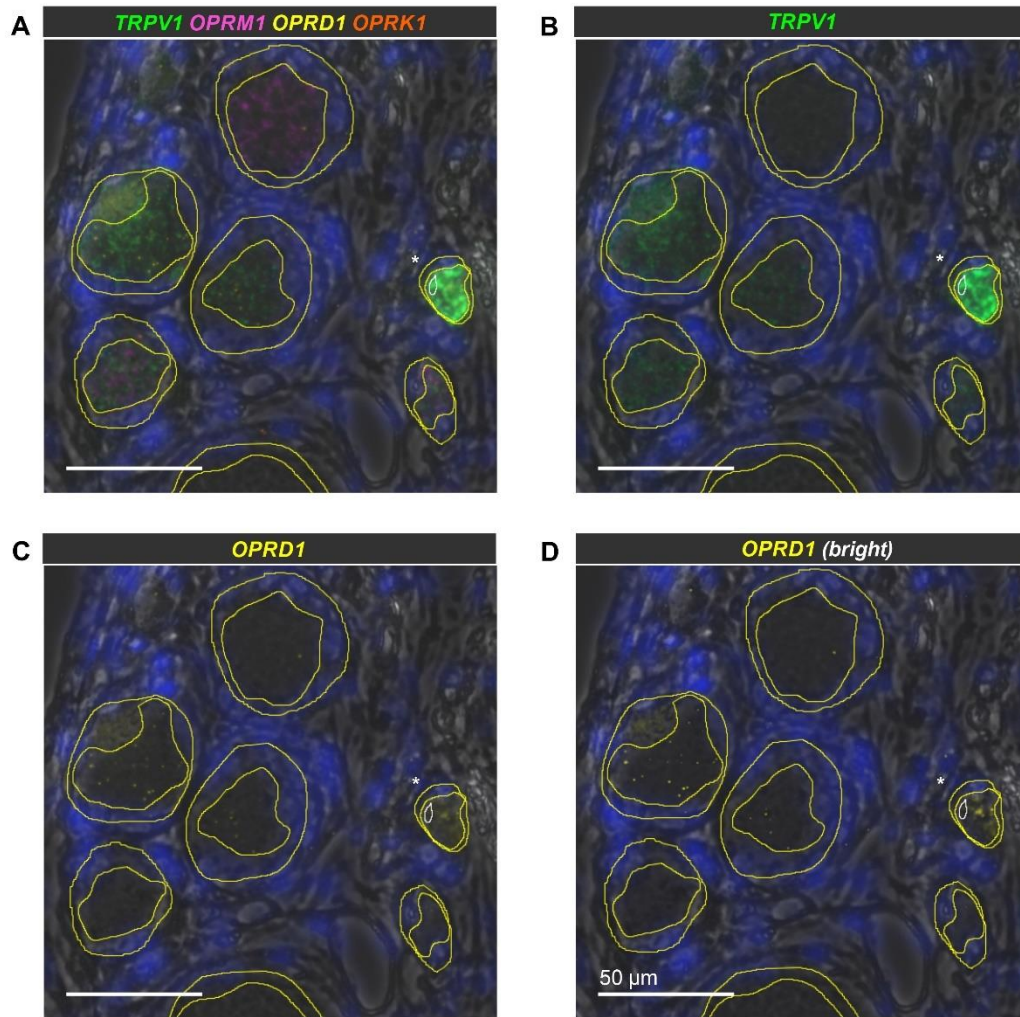 A
TRPV1 OPRM1 OPRD1 OPRK1
B
TRPV1
*
*
C
OPRD1
D
OPRD1 (bright)
*
*
50 µm